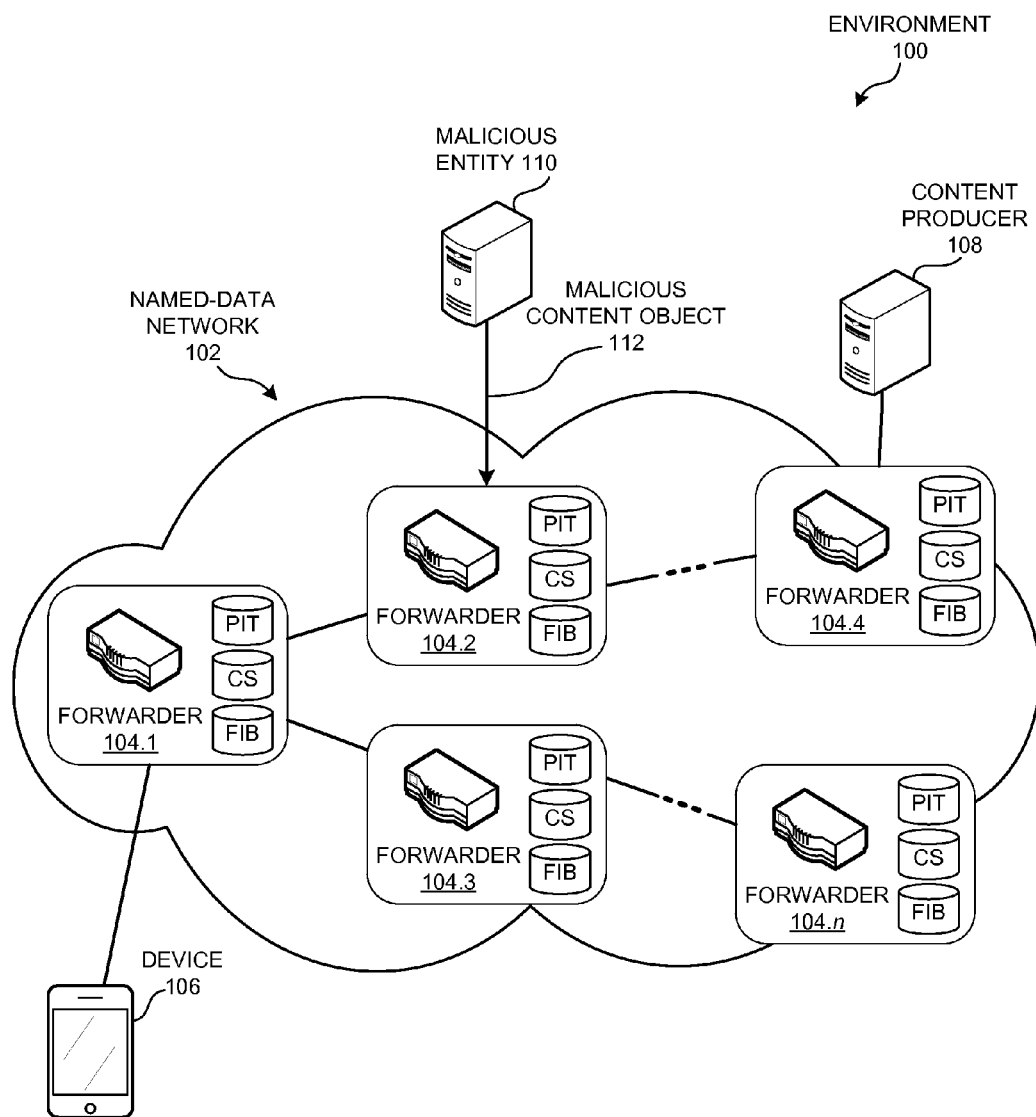 ENVIRONMENT
100
MALICIOUS
ENTITY 110
CONTENT
PRODUCER
108
NAMED-DATA
NETWORK
102
MALICIOUS
CONTENT OBJECT
112
PIT
CS
FIB
FORWARDER
104.2
PIT
CS
FIB
FORWARDER
104.4
PIT
CS
FIB
FORWARDER
104.1
PIT
CS
FIB
FORWARDER
104.3
PIT
CS
FIB
FORWARDER
104.n
DEVICE
106